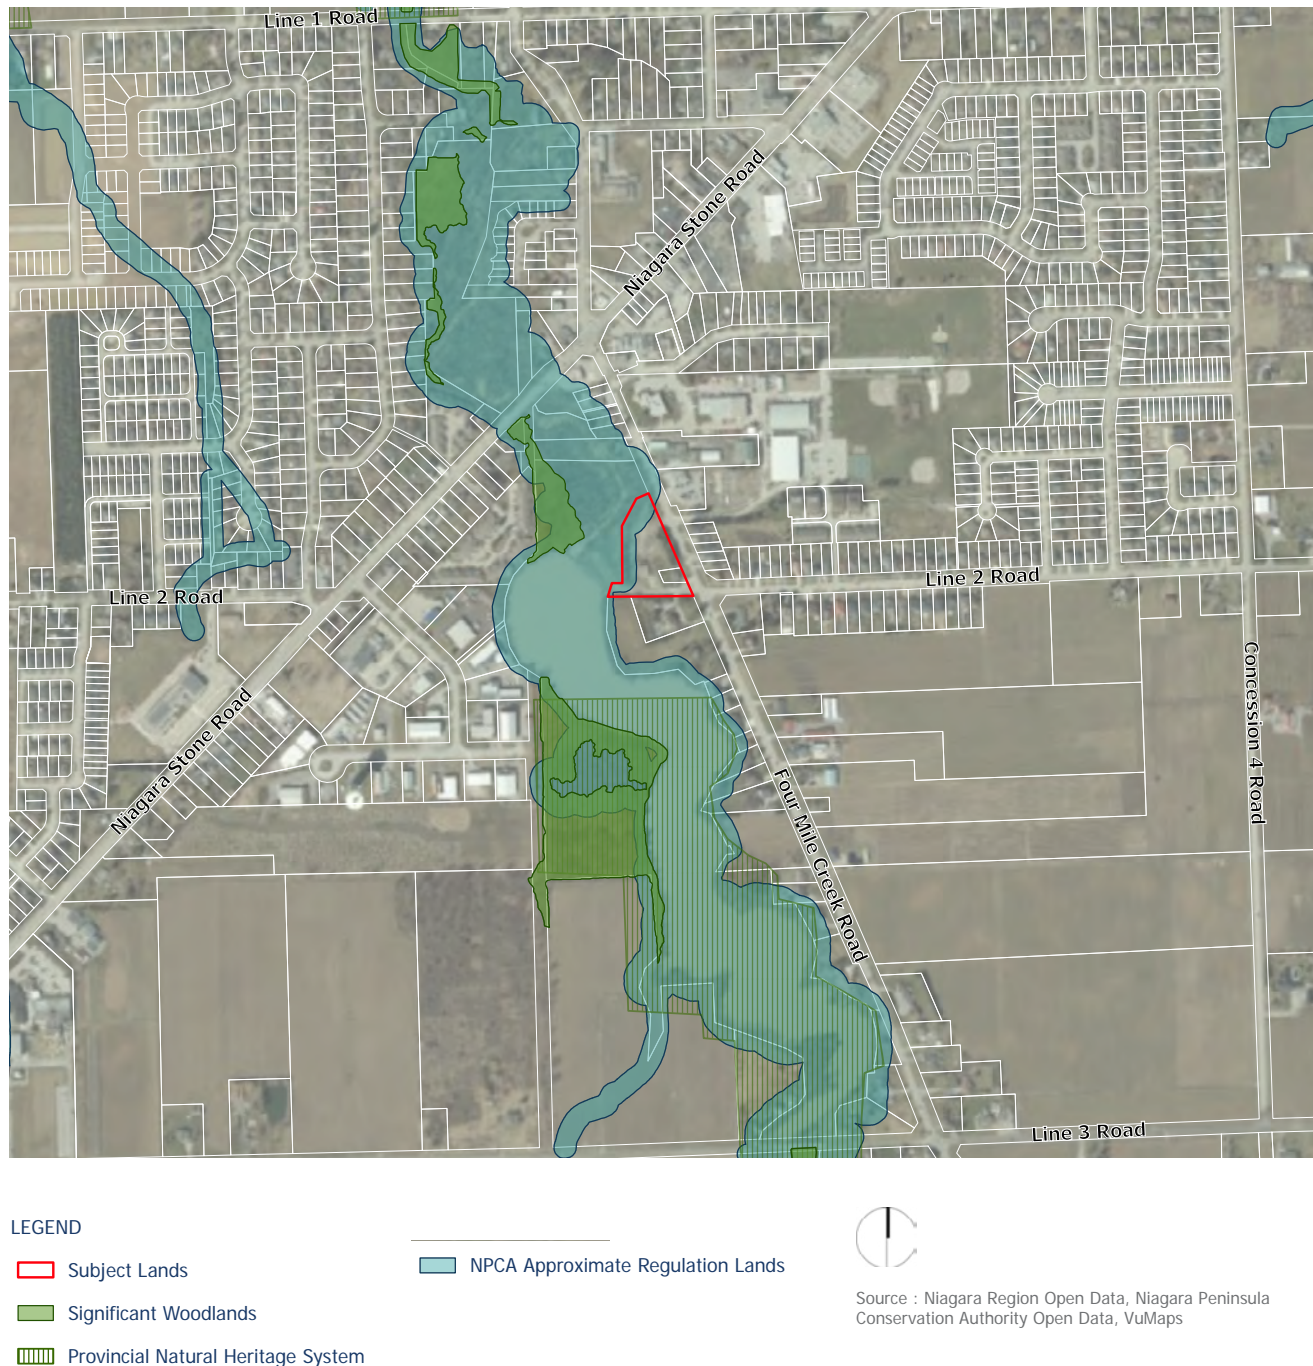 Line 1 Road
Niagara Stone Road
Line 2 Road
Line 2 Road
Concession 4 Road
Niagara Stone Road
Four Mile Creek Road
Line 3 Road
LEGEND
Subject Lands
Significant Woodlands
Provincial Natural Heritage System
NPCA Approximate Regulation Lands
Source : Niagara Region Open Data, Niagara Peninsula
Conservation Authority Open Data, VuMaps